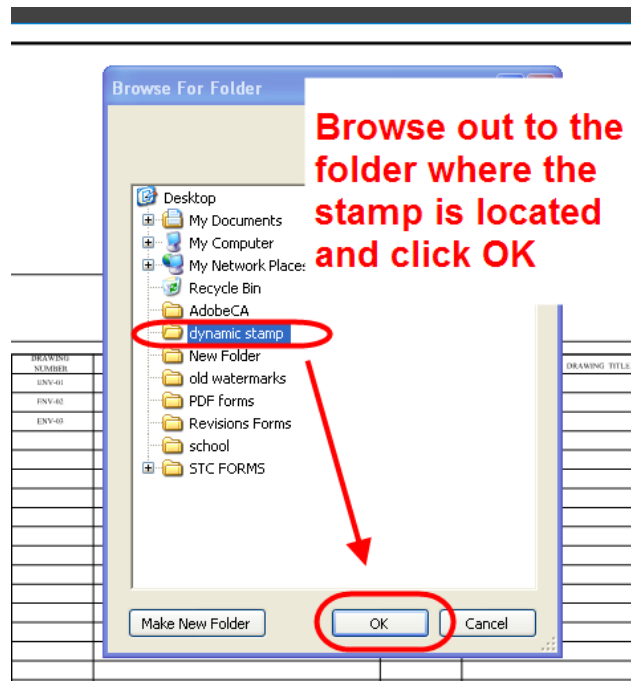 Browse For Folder
Browse out to the
folder where the
stamp is located
and click OK
Desktop
My Documents
My Computer
My Network Places
Recycle Bin
AdobeCA
dynamic stamp
New Folder
old watermarks
PDF forms
Revisions Forms
school
STC FORMS
DRAWING
NUMBER
ENV-01
ENV-02
ENV-03
DRAWING TITLE
Make New Folder
OK
Cancel